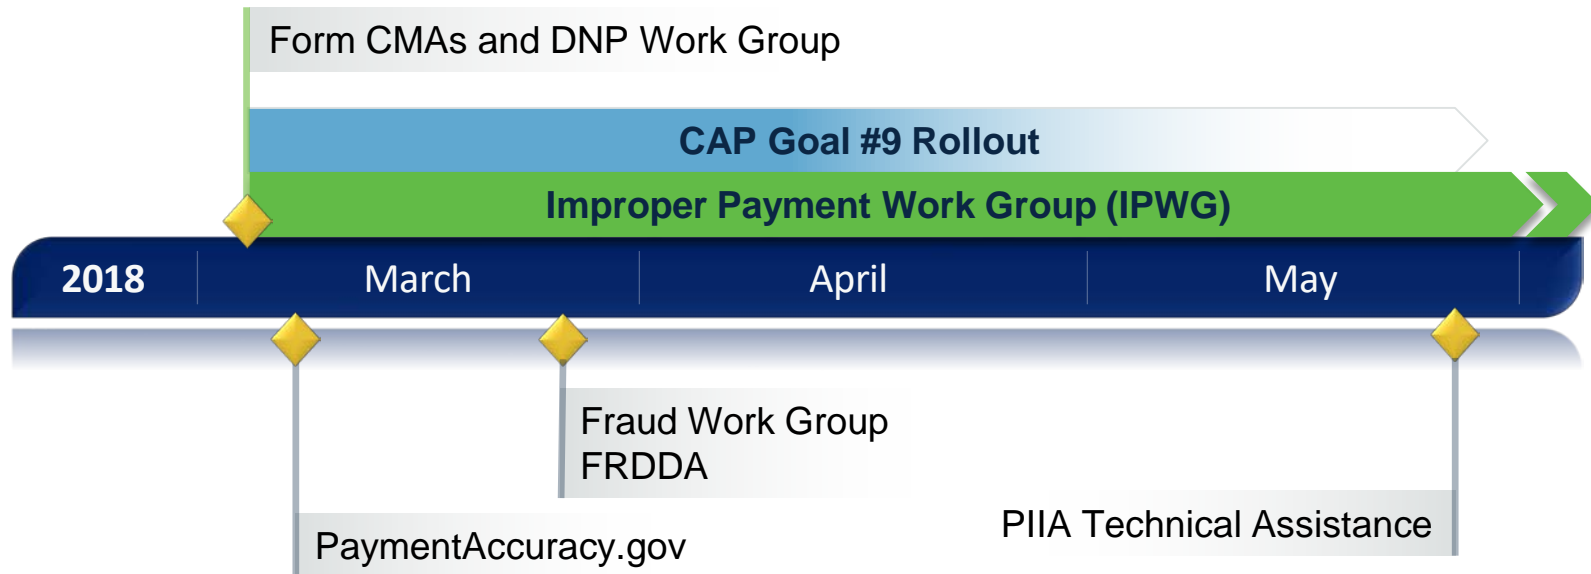 Form CMAs and DNP Work Group
CAP Goal #9 Rollout
Improper Payment Work Group (IPWG)
2018 March April May
Fraud Work Group
FRDDA
PIIA Technical Assistance
PaymentAccuracy.gov